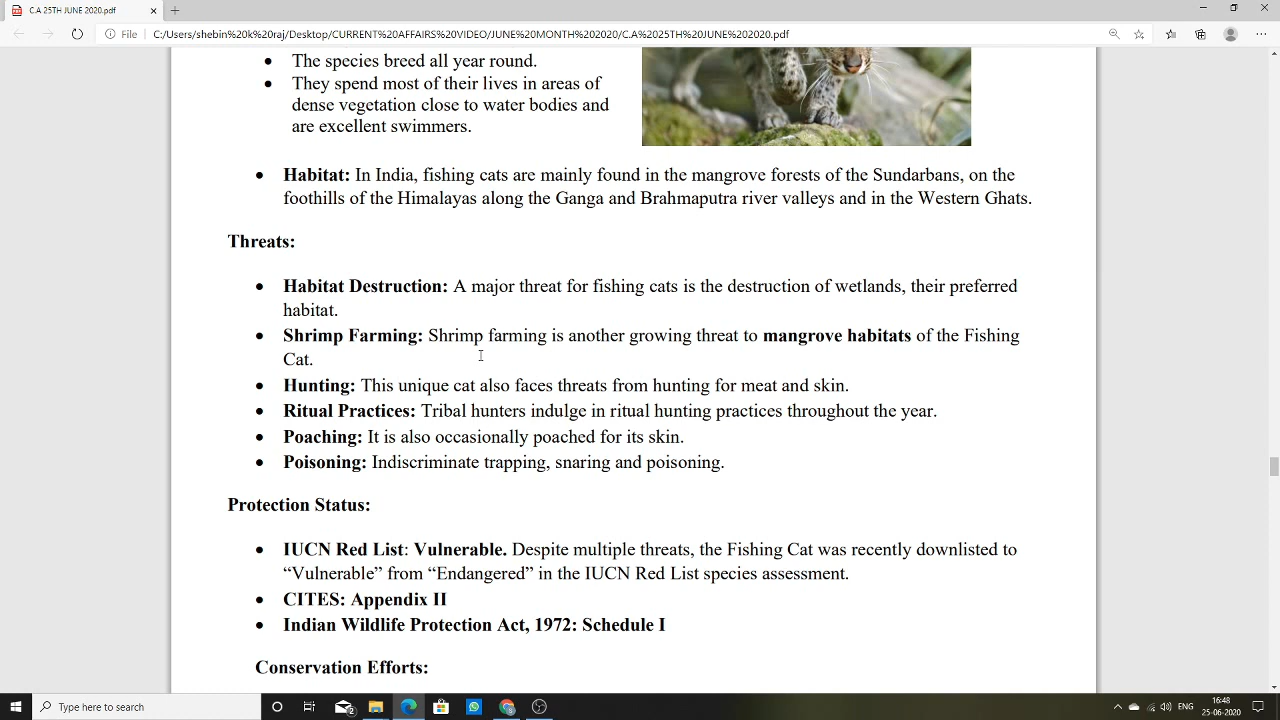 C.A 25TH JUNE 2020.pdf
File
C:/Users/shebin%20k%20raj/Desktop/CURRENT%20AFFAIRS%20VIDEO/JUNE%20MONTH%202020/C.A%2025TH%20JUNE%202020.pdf
• The species breed all year round.
• They spend most of their lives in areas of
dense vegetation close to water bodies and
are excellent swimmers.
• Habitat: In India, fishing cats are mainly found in the mangrove forests of the Sundarbans, on the
foothills of the Himalayas along the Ganga and Brahmaputra river valleys and in the Western Ghats.
Threats:
• Habitat Destruction: A major threat for fishing cats is the destruction of wetlands, their preferred
habitat.
• Shrimp Farming: Shrimp farming is another growing threat to mangrove habitats of the Fishing
Cat.
• Hunting: This unique cat also faces threats from hunting for meat and skin.
• Ritual Practices: Tribal hunters indulge in ritual hunting practices throughout the year.
• Poaching: It is also occasionally poached for its skin.
• Poisoning: Indiscriminate trapping, snaring and poisoning.
Protection Status:
• IUCN Red List: Vulnerable. Despite multiple threats, the Fishing Cat was recently downlisted to
“Vulnerable” from “Endangered” in the IUCN Red List species assessment.
• CITES: Appendix II
• Indian Wildlife Protection Act, 1972: Schedule I
Conservation Efforts:
Type here to search
2
ENG
16:48
25-06-2020